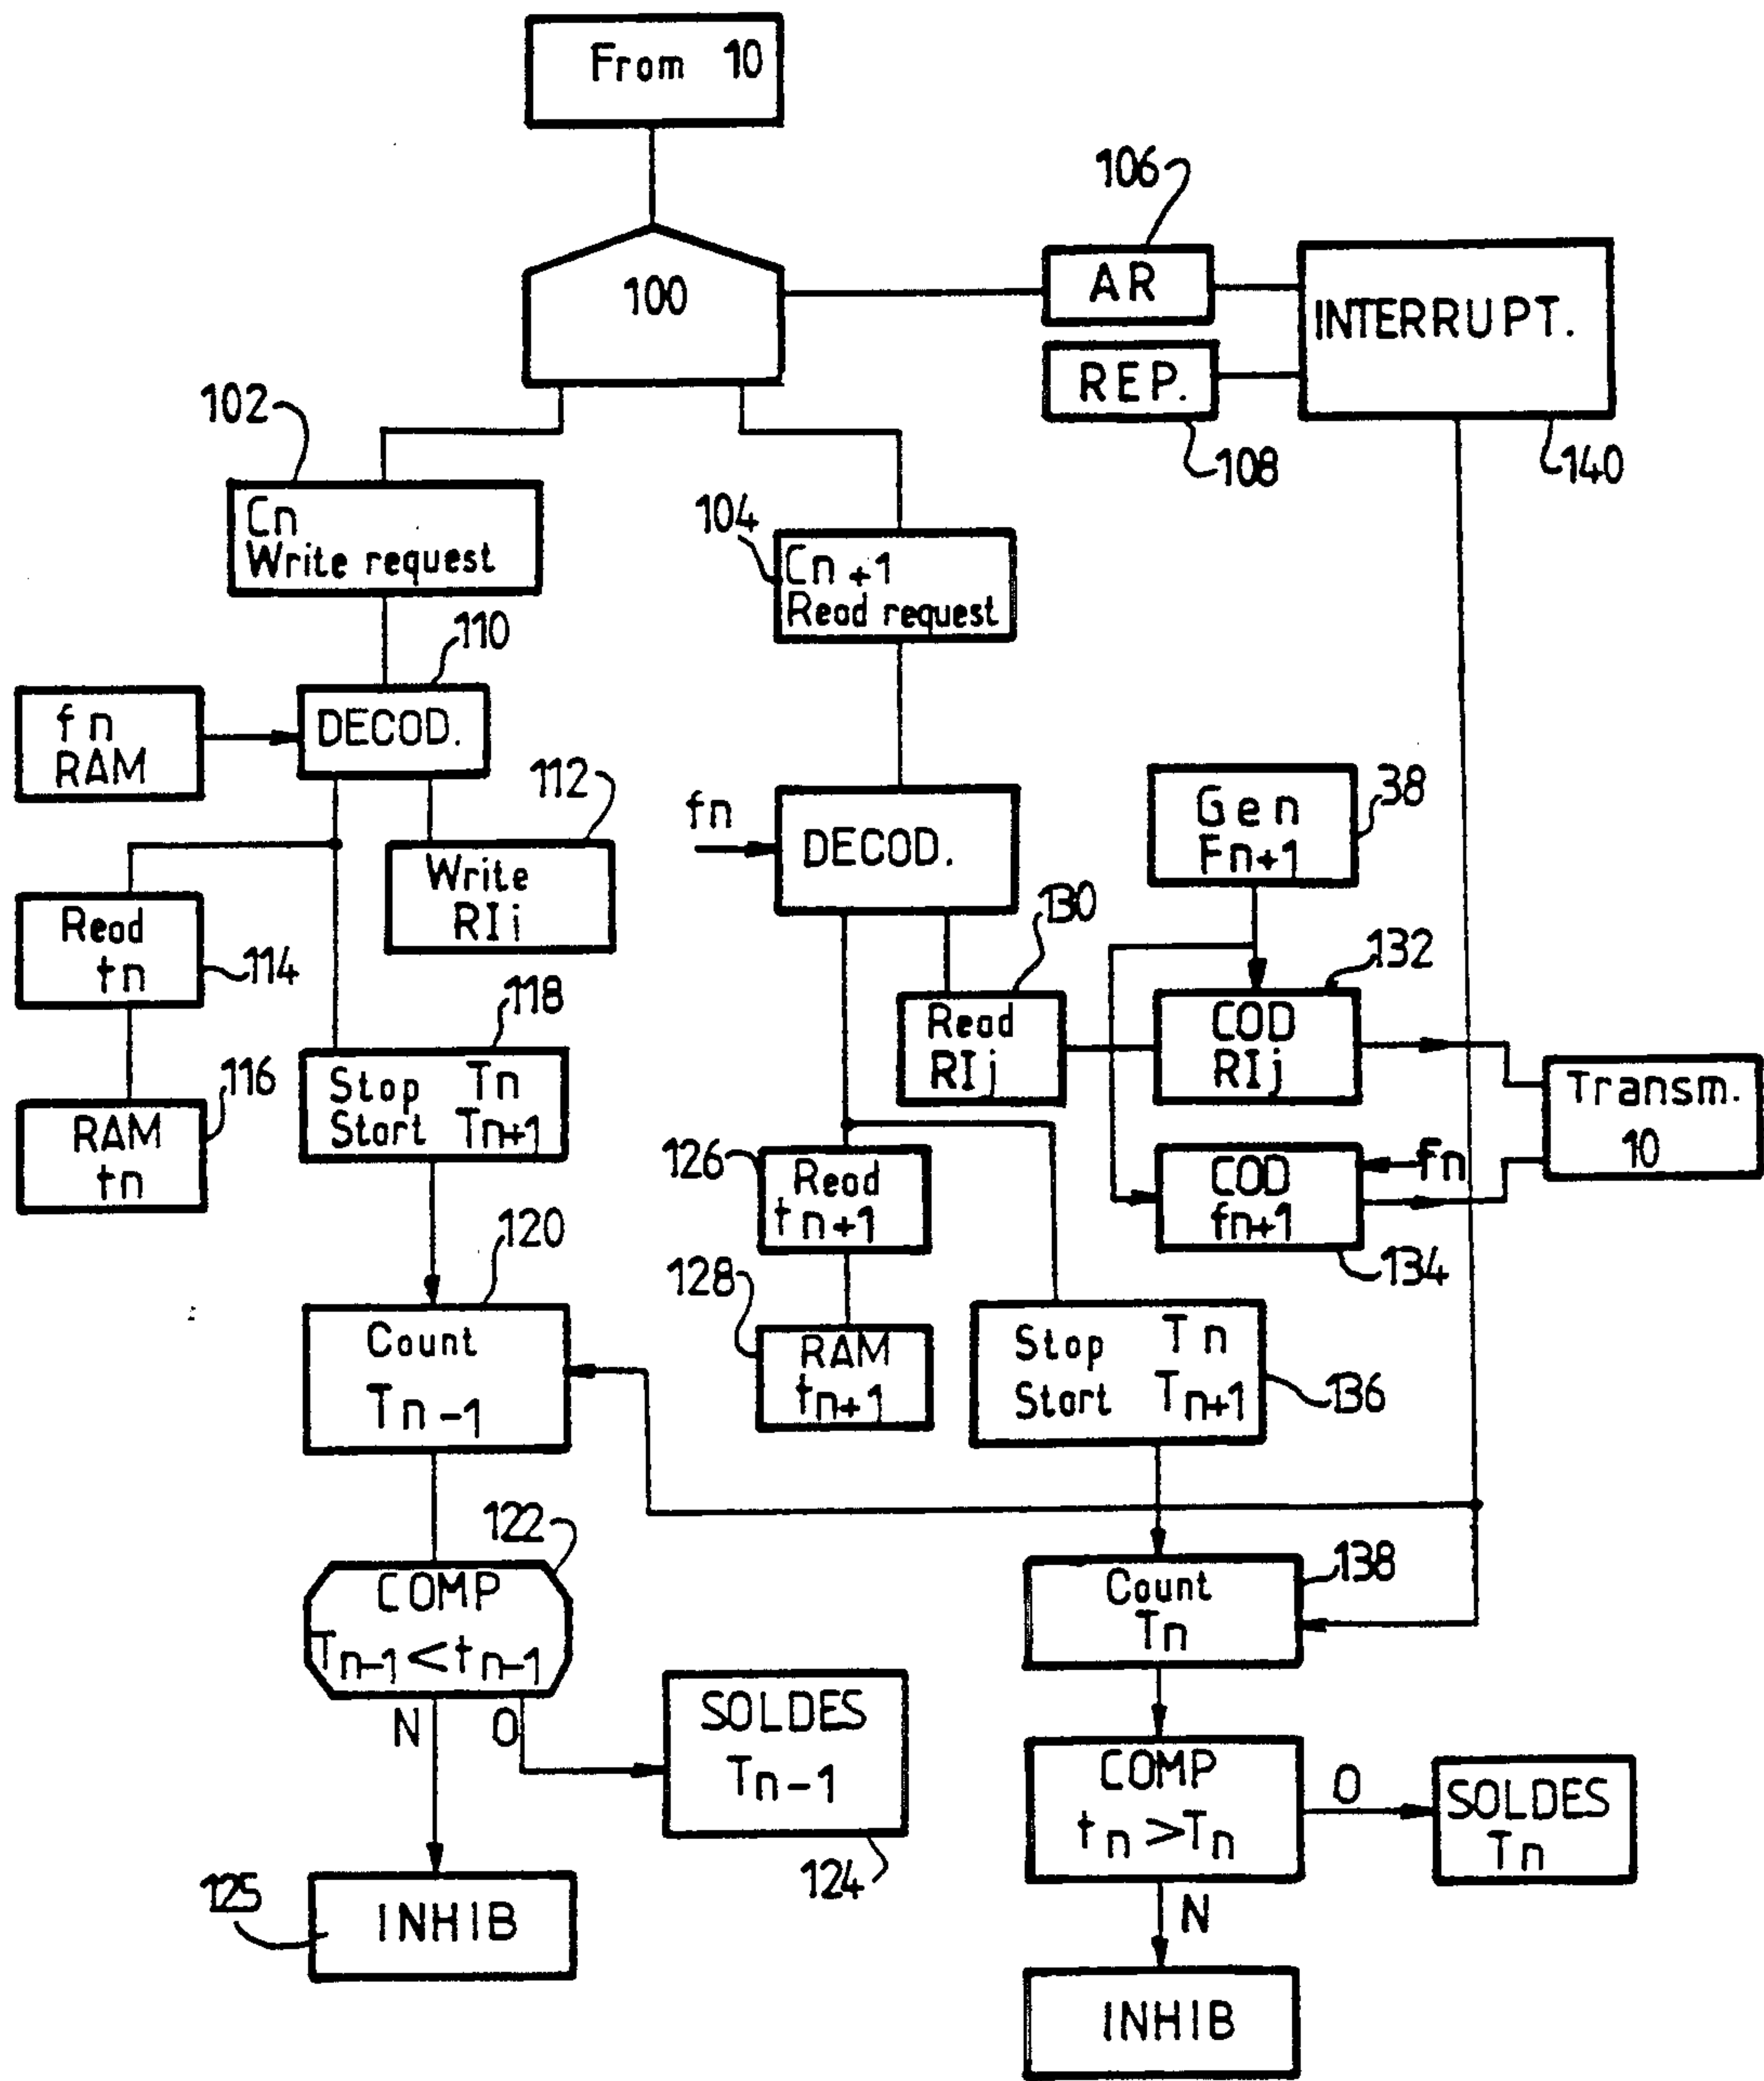 From 10
106
100
AR
INTERRUPT.
REP.
102
108
140
Cn
Write request
104
Cn+1
Read request
110
fn
RAM
DECOD.
112
fn
DECOD.
Gen
Fn+1
38
Write
RIi
Read
tn
114
130
132
118
Read
RIj
COD
RIj
Stop Tn
Start Tn+1
116
RAM
tn
Transm.
10
126
Read
tn+1
COD
fn+1
fn
134
120
128
RAM
tn+1
Count
Tn-1
Stop Tn
Start Tn+1
136
122
COMP
Tn-1<tn-1
138
Count
Tn
N
O
SOLDES
Tn-1
124
COMP
tn>Tn
O
SOLDES
Tn
125
INHIB
N
INHIB